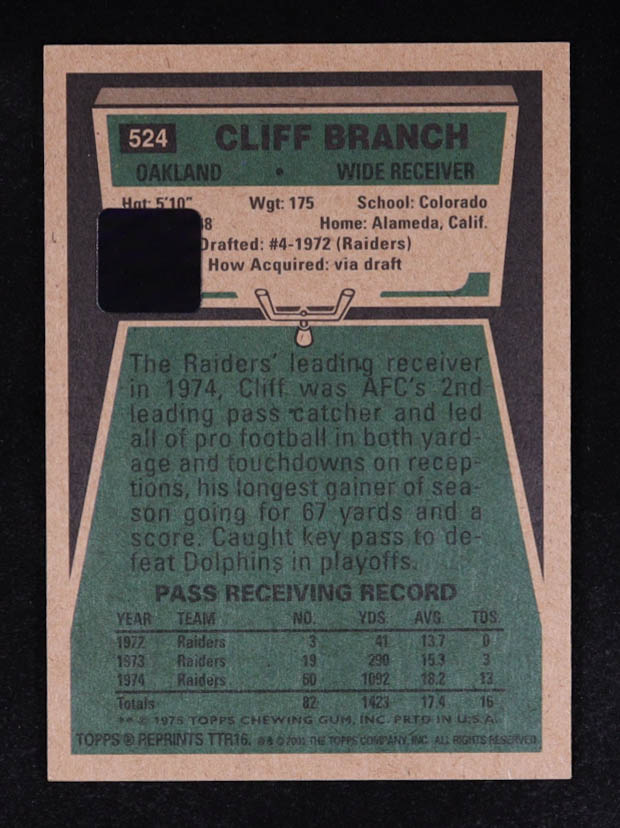 524 CLIFF BRANCH
OAKLAND • WIDE RECEIVER
Hgt: 5'10" Wgt: 175 School: Colorado
8 Home: Alameda, Calif.
Drafted: #4-1972 (Raiders)
How Acquired: via draft
The Raiders' leading receiver
in 1974, Cliff was AFC's 2nd
leading pass catcher and led
all of pro football in both yard-
age and touchdowns on recep-
tions, his longest gainer of sea-
son going for 67 yards and a
score. Caught key pass to de-
feat Dolphins in playoffs.
PASS RECEIVING RECORD
YEAR TEAM NO. YDS. AVG. TDS.
1972 Raiders 3 41 13.7 0
1973 Raiders 19 290 15.3 3
1974 Raiders 60 1092 18.2 13
Totals 82 1423 17.4 16
** © 1975 TOPPS CHEWING GUM, INC. PRTD IN U.S.A.
TOPPS® REPRINTS TTR16. ®&© 2001 THE TOPPS COMPANY, INC. ALL RIGHTS RESERVED